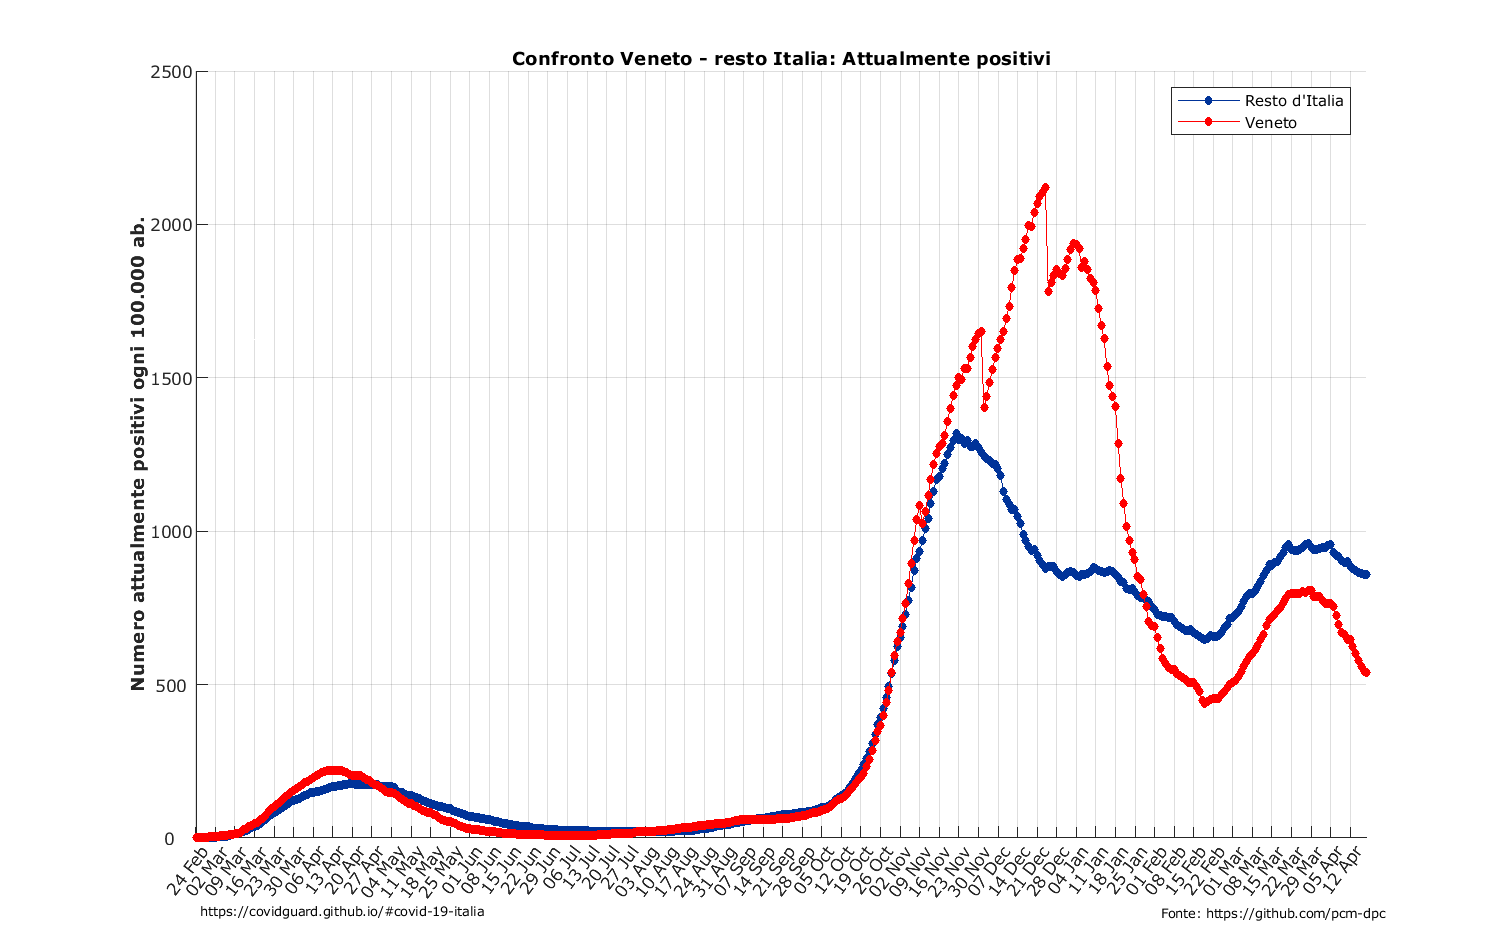 Confronto Veneto - resto Italia: Attualmente positivi
2500
2000
1500
1000
500
0
Numero attualmente positivi ogni 100.000 ab.
Resto d'Italia
Veneto
24 Feb
02 Mar
09 Mar
16 Mar
23 Mar
30 Mar
06 Apr
13 Apr
20 Apr
27 Apr
04 May
11 May
18 May
25 May
01 Jun
08 Jun
15 Jun
22 Jun
29 Jun
06 Jul
13 Jul
20 Jul
27 Jul
03 Aug
10 Aug
17 Aug
24 Aug
31 Aug
07 Sep
14 Sep
21 Sep
28 Sep
05 Oct
12 Oct
19 Oct
26 Oct
02 Nov
09 Nov
16 Nov
23 Nov
30 Nov
07 Dec
14 Dec
21 Dec
28 Dec
04 Jan
11 Jan
18 Jan
25 Jan
01 Feb
08 Feb
15 Feb
22 Feb
01 Mar
08 Mar
15 Mar
22 Mar
29 Mar
05 Apr
12 Apr
https://covidguard.github.io/#covid-19-italia
Fonte: https://github.com/pcm-dpc